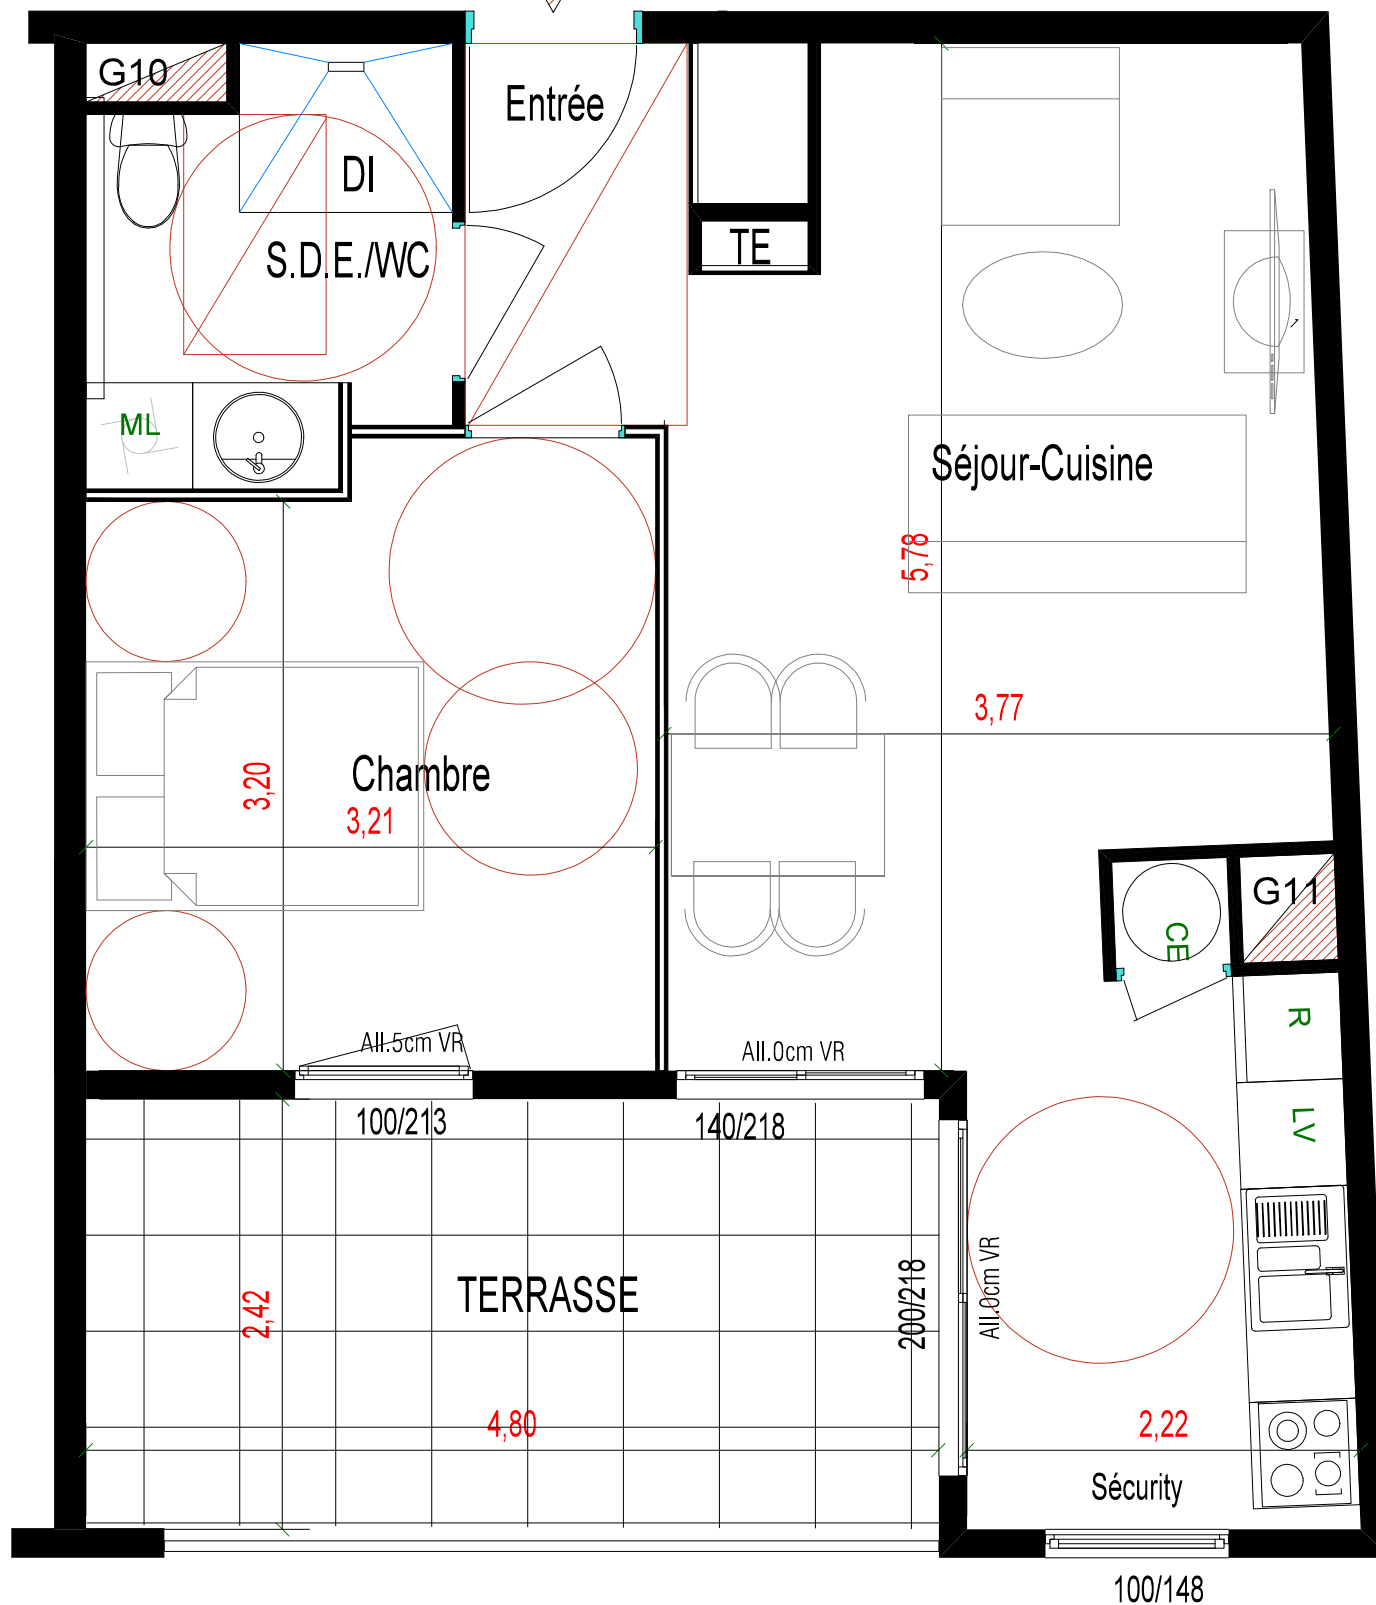 G10
Entrée
DI
TE
S.D.E./WC
ML
Séjour-Cuisine
5,78
3,77
Chambre
3,20
3,21
G11
CE
R
All.5cm VR
All.0cm VR
100/213
140/218
LV
TERRASSE
2,42
200/218
All.0cm VR
4,80
2,22
Sécurity
100/148